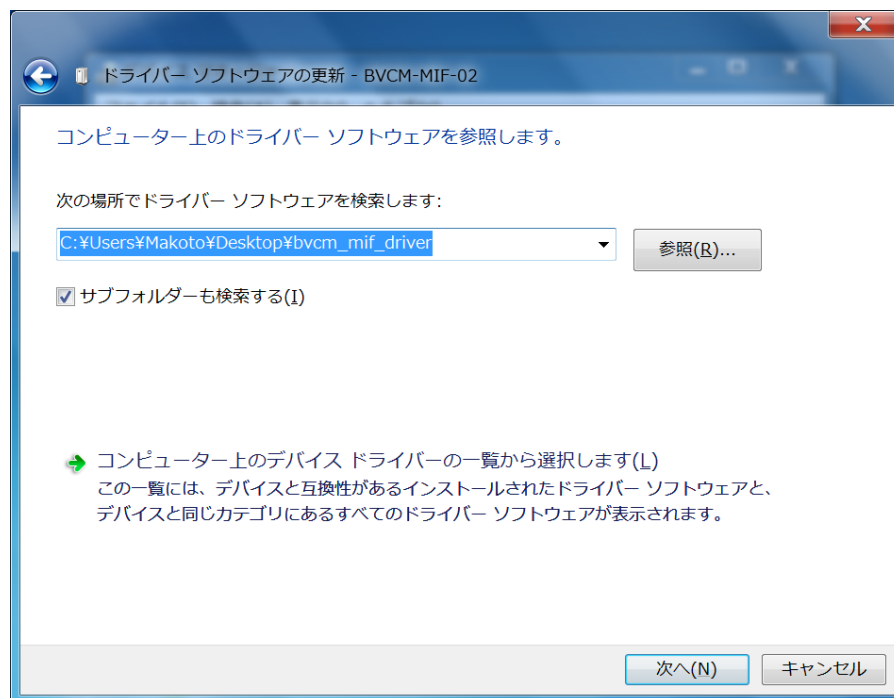 ドライバー ソフトウェアの更新 - BVCM-MIF-02
コンピューター上のドライバー ソフトウェアを参照します。
次の場所でドライバー ソフトウェアを検索します:
C:¥Users¥Makoto¥Desktop¥bvcm_mif_driver
参照(R)...
サブフォルダーも検索する(I)
コンピューター上のデバイス ドライバーの一覧から選択します(L)
この一覧には、デバイスと互換性があるインストールされたドライバー ソフトウェアと、
デバイスと同じカテゴリにあるすべてのドライバー ソフトウェアが表示されます。
次へ(N)
キャンセル